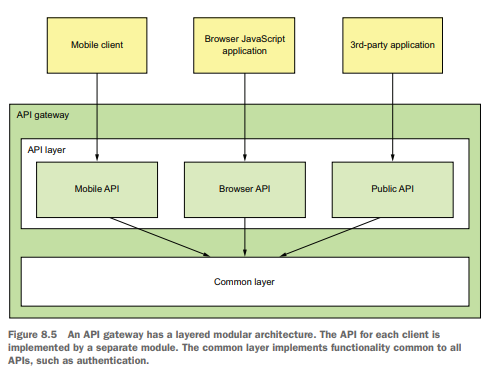 Mobile client
Browser JavaScript
application
3rd-party application
API gateway
API layer
Mobile API
Browser API
Public API
Common layer
Figure 8.5 An API gateway has a layered modular architecture. The API for each client is
implemented by a separate module. The common layer implements functionality common to all
APIs, such as authentication.